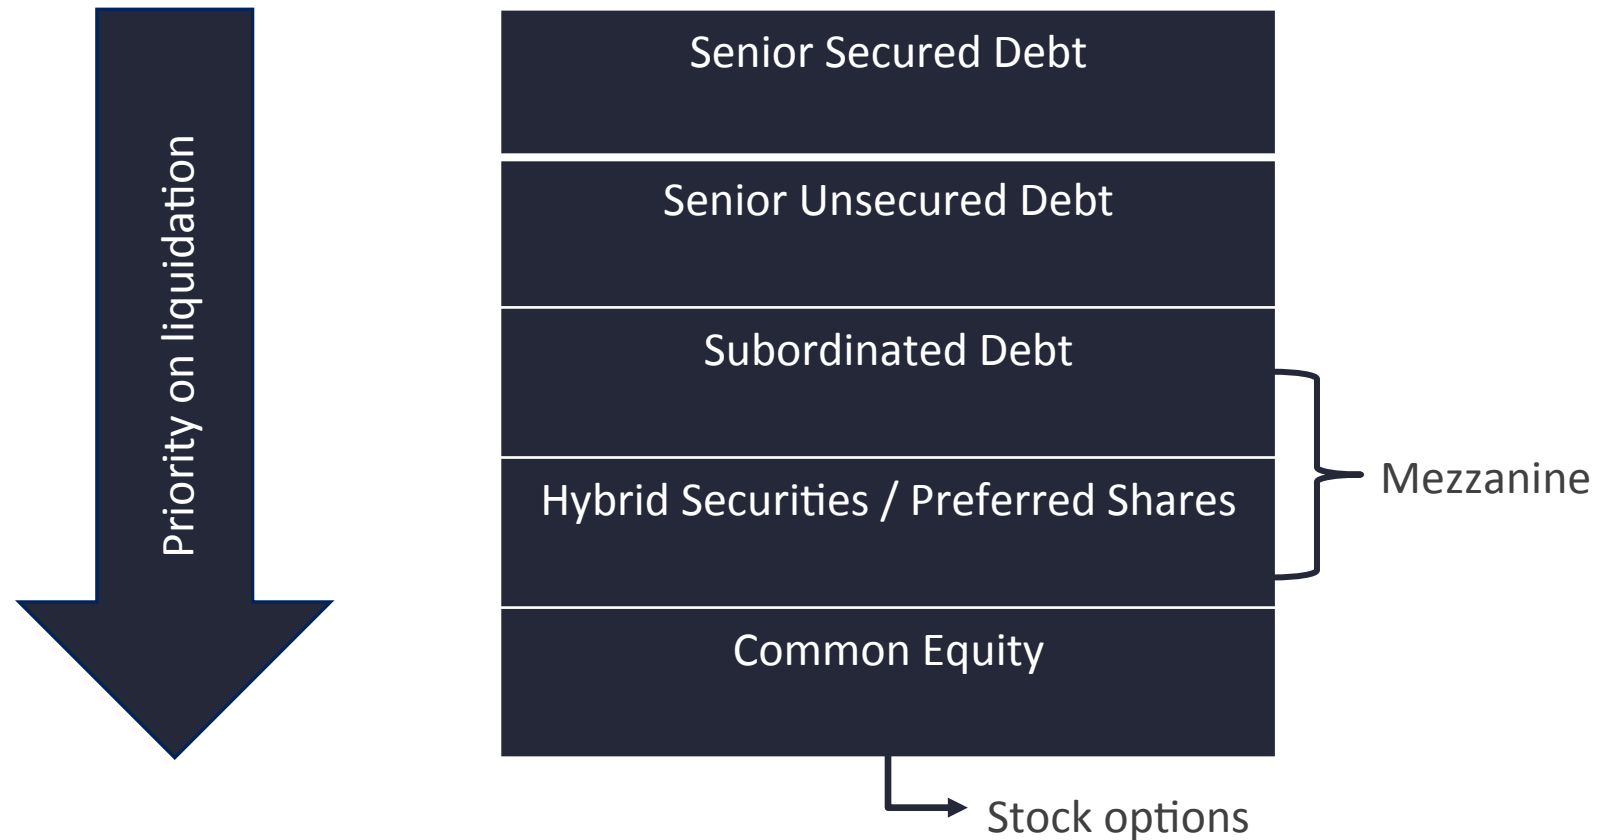 Priority on liquidation
Senior Secured Debt
Senior Unsecured Debt
Subordinated Debt
Hybrid Securities / Preferred Shares
Mezzanine
Common Equity
Stock options